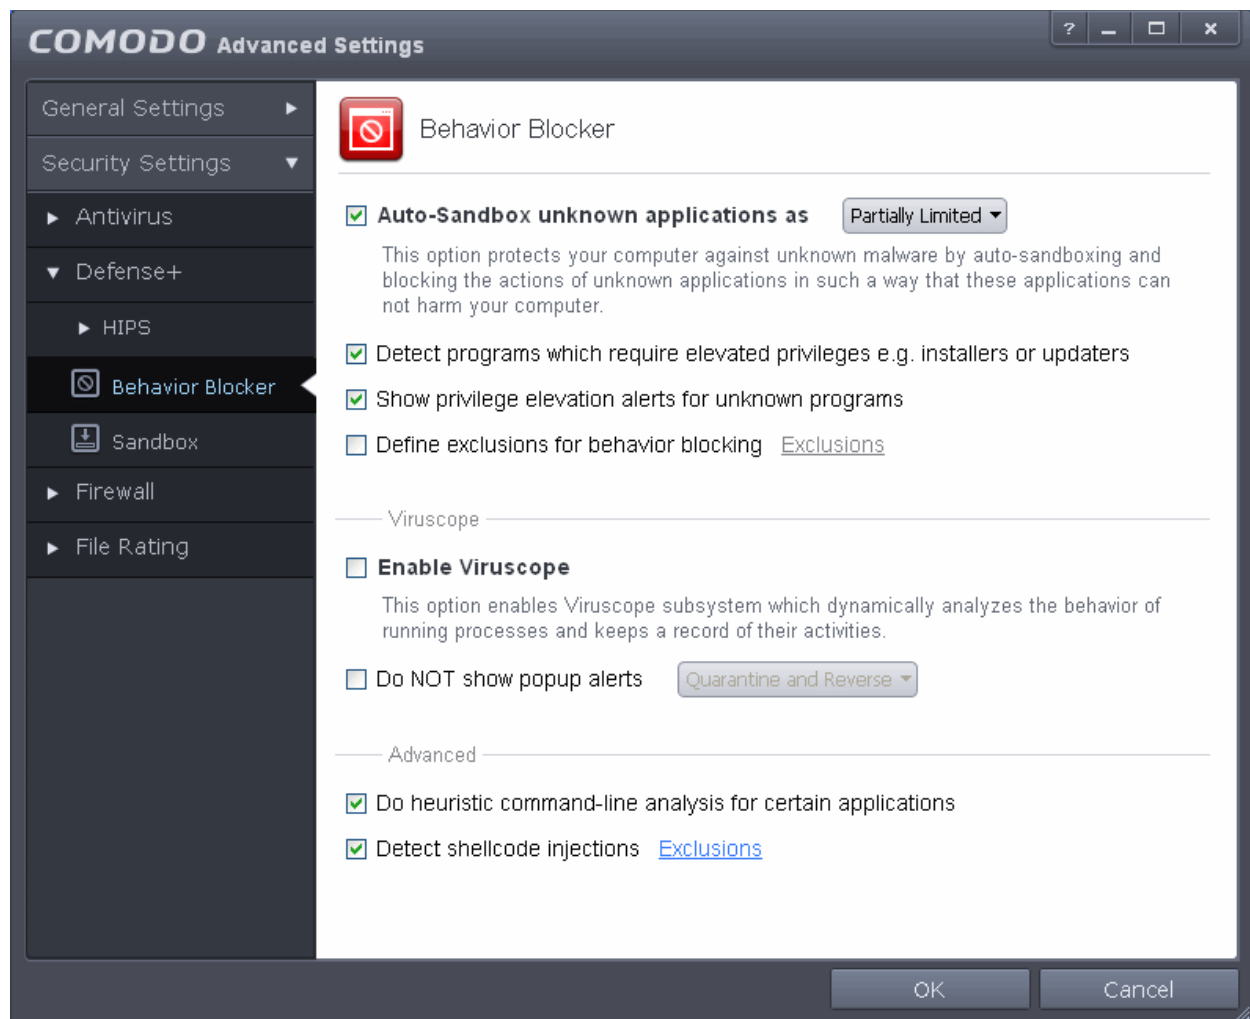 COMODO Advanced Settings
?
General Settings
Security Settings
Antivirus
Defense+
HIPS
Behavior Blocker
Sandbox
Firewall
File Rating
Behavior Blocker
Auto-Sandbox unknown applications as Partially Limited
This option protects your computer against unknown malware by auto-sandboxing and
blocking the actions of unknown applications in such a way that these applications can
not harm your computer.
Detect programs which require elevated privileges e.g. installers or updaters
Show privilege elevation alerts for unknown programs
Define exclusions for behavior blocking Exclusions
Viruscope
Enable Viruscope
This option enables Viruscope subsystem which dynamically analyzes the behavior of
running processes and keeps a record of their activities.
Do NOT show popup alerts Quarantine and Reverse
Advanced
Do heuristic command-line analysis for certain applications
Detect shellcode injections Exclusions
OK Cancel